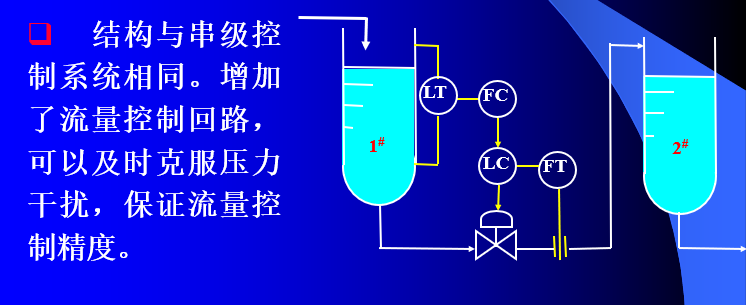 结构与串级控
制系统相同。增加
了流量控制回路，
可以及时克服压力
干扰，保证流量控
制精度。
LT
FC
1#
LC
FT
2#